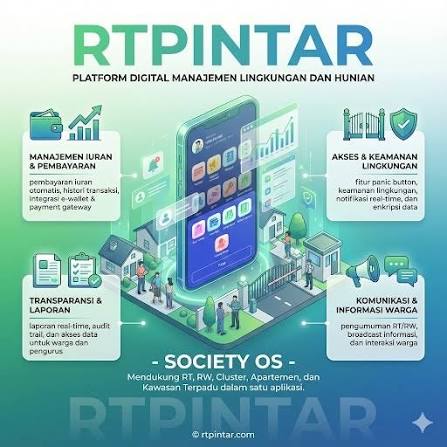 RTPINTAR
PLATFORM DIGITAL MANAJEMEN LINGKUNGAN DAN HUNIAN
MANAJEMEN IURAN
& PEMBAYARAN
pembayaran iuran
otomatis, histori transaksi,
integrasi e-wallet &
payment gateway
AKSES & KEAMANAN
LINGKUNGAN
fitur panic button,
keamanan lingkungan,
notifikasi real-time, dan
enkripsi data
TRANSPARANSI &
LAPORAN
laporan real-time, audit
trail, dan akses data
untuk warga dan
pengurus
KOMUNIKASI &
INFORMASI WARGA
pengumuman RT/RW,
broadcast informasi,
dan interaksi warga
- SOCIETY OS -
Mendukung RT, RW, Cluster, Apartemen, dan
Kawasan Terpadu dalam satu aplikasi.
RTPINTAR
© rtpintar.com